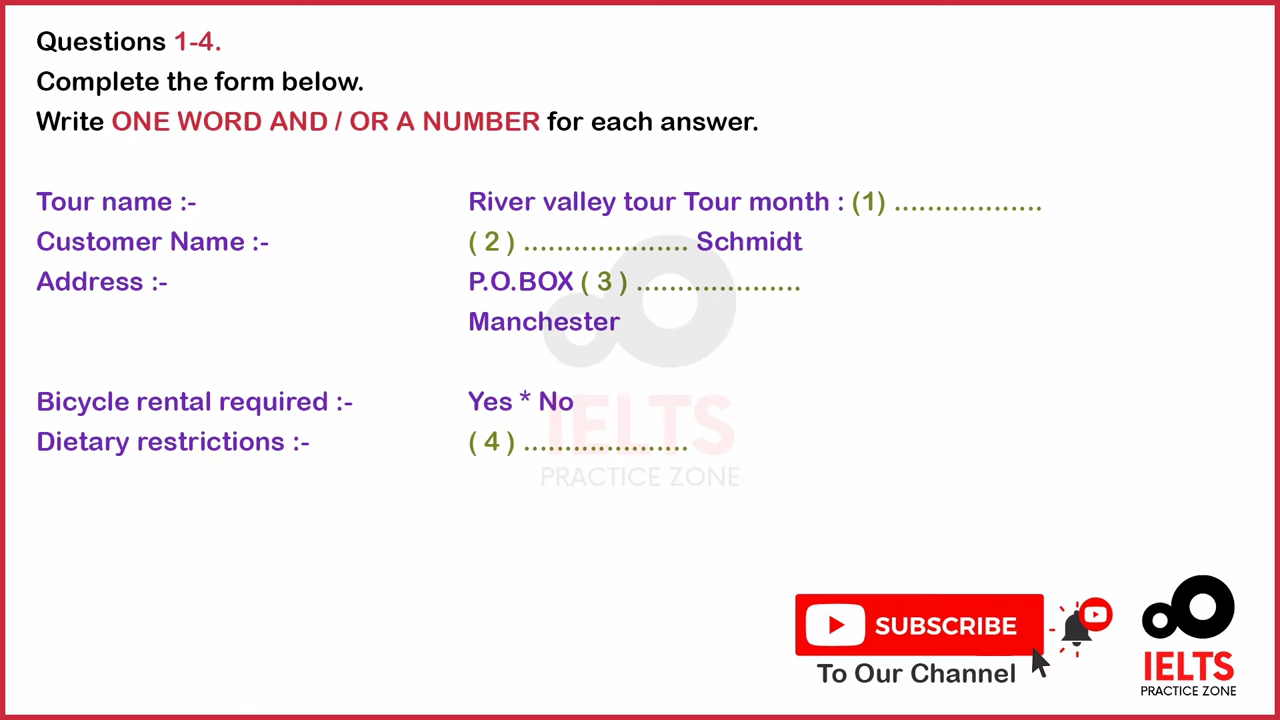 Questions 1-4.
Complete the form below.
Write ONE WORD AND / OR A NUMBER for each answer.
Tour name :- River valley tour Tour month : (1) ..................
Customer Name :- ( 2 ) .................... Schmidt
Address :- P.O.BOX ( 3 ) ....................
Manchester
Bicycle rental required :- Yes * No
Dietary restrictions :- ( 4 ) ....................
IELTS
PRACTICE ZONE
SUBSCRIBE
To Our Channel
IELTS
PRACTICE ZONE